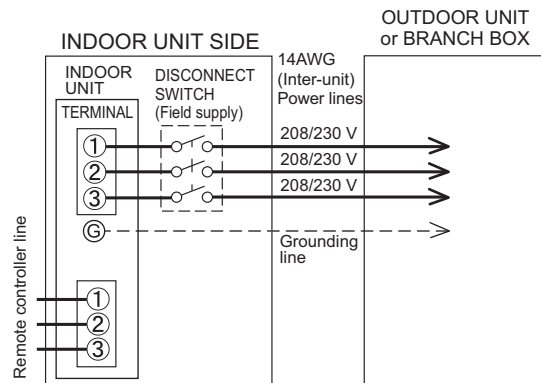 OUTDOOR UNIT
or BRANCH BOX
INDOOR UNIT SIDE
14AWG
(Inter-unit)
Power lines
INDOOR
UNIT
DISCONNECT
SWITCH
(Field supply)
TERMINAL
1
208/230 V
2
208/230 V
3
208/230 V
G
Grounding
line
Remote controller line
1
2
3